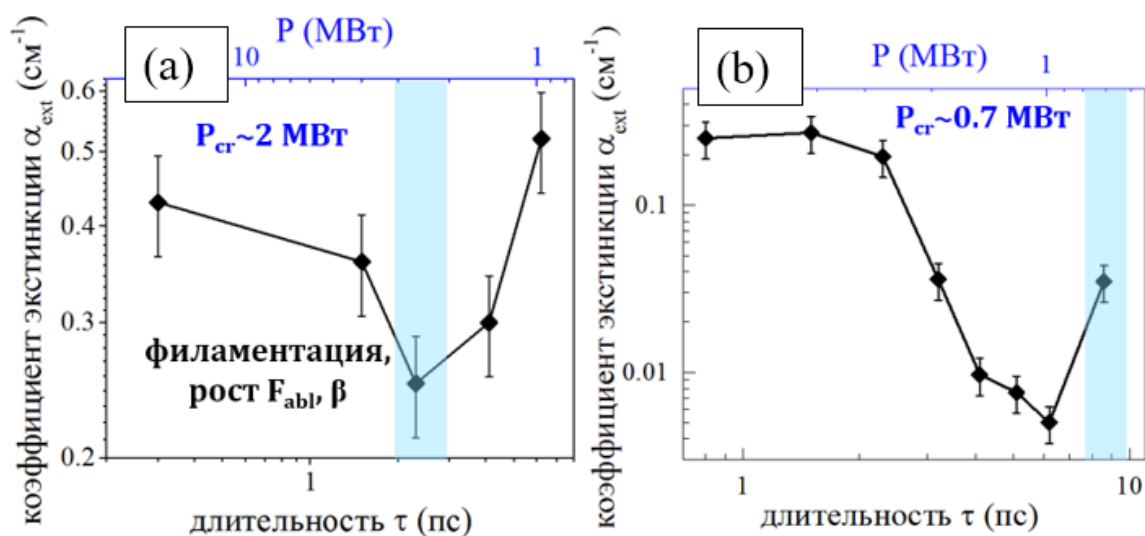 (a)
P (МВт)
10
1
коэффициент экстинкции α_ext (см⁻¹)
0.6
0.5
0.4
0.3
0.2
P_cr~2 МВт
филаментация,
рост F_abl, β
1
длительность τ (пс)
(b)
P (МВт)
1
коэффициент экстинкции α_ext (см⁻¹)
0.1
0.01
P_cr~0.7 МВт
1
10
длительность τ (пс)